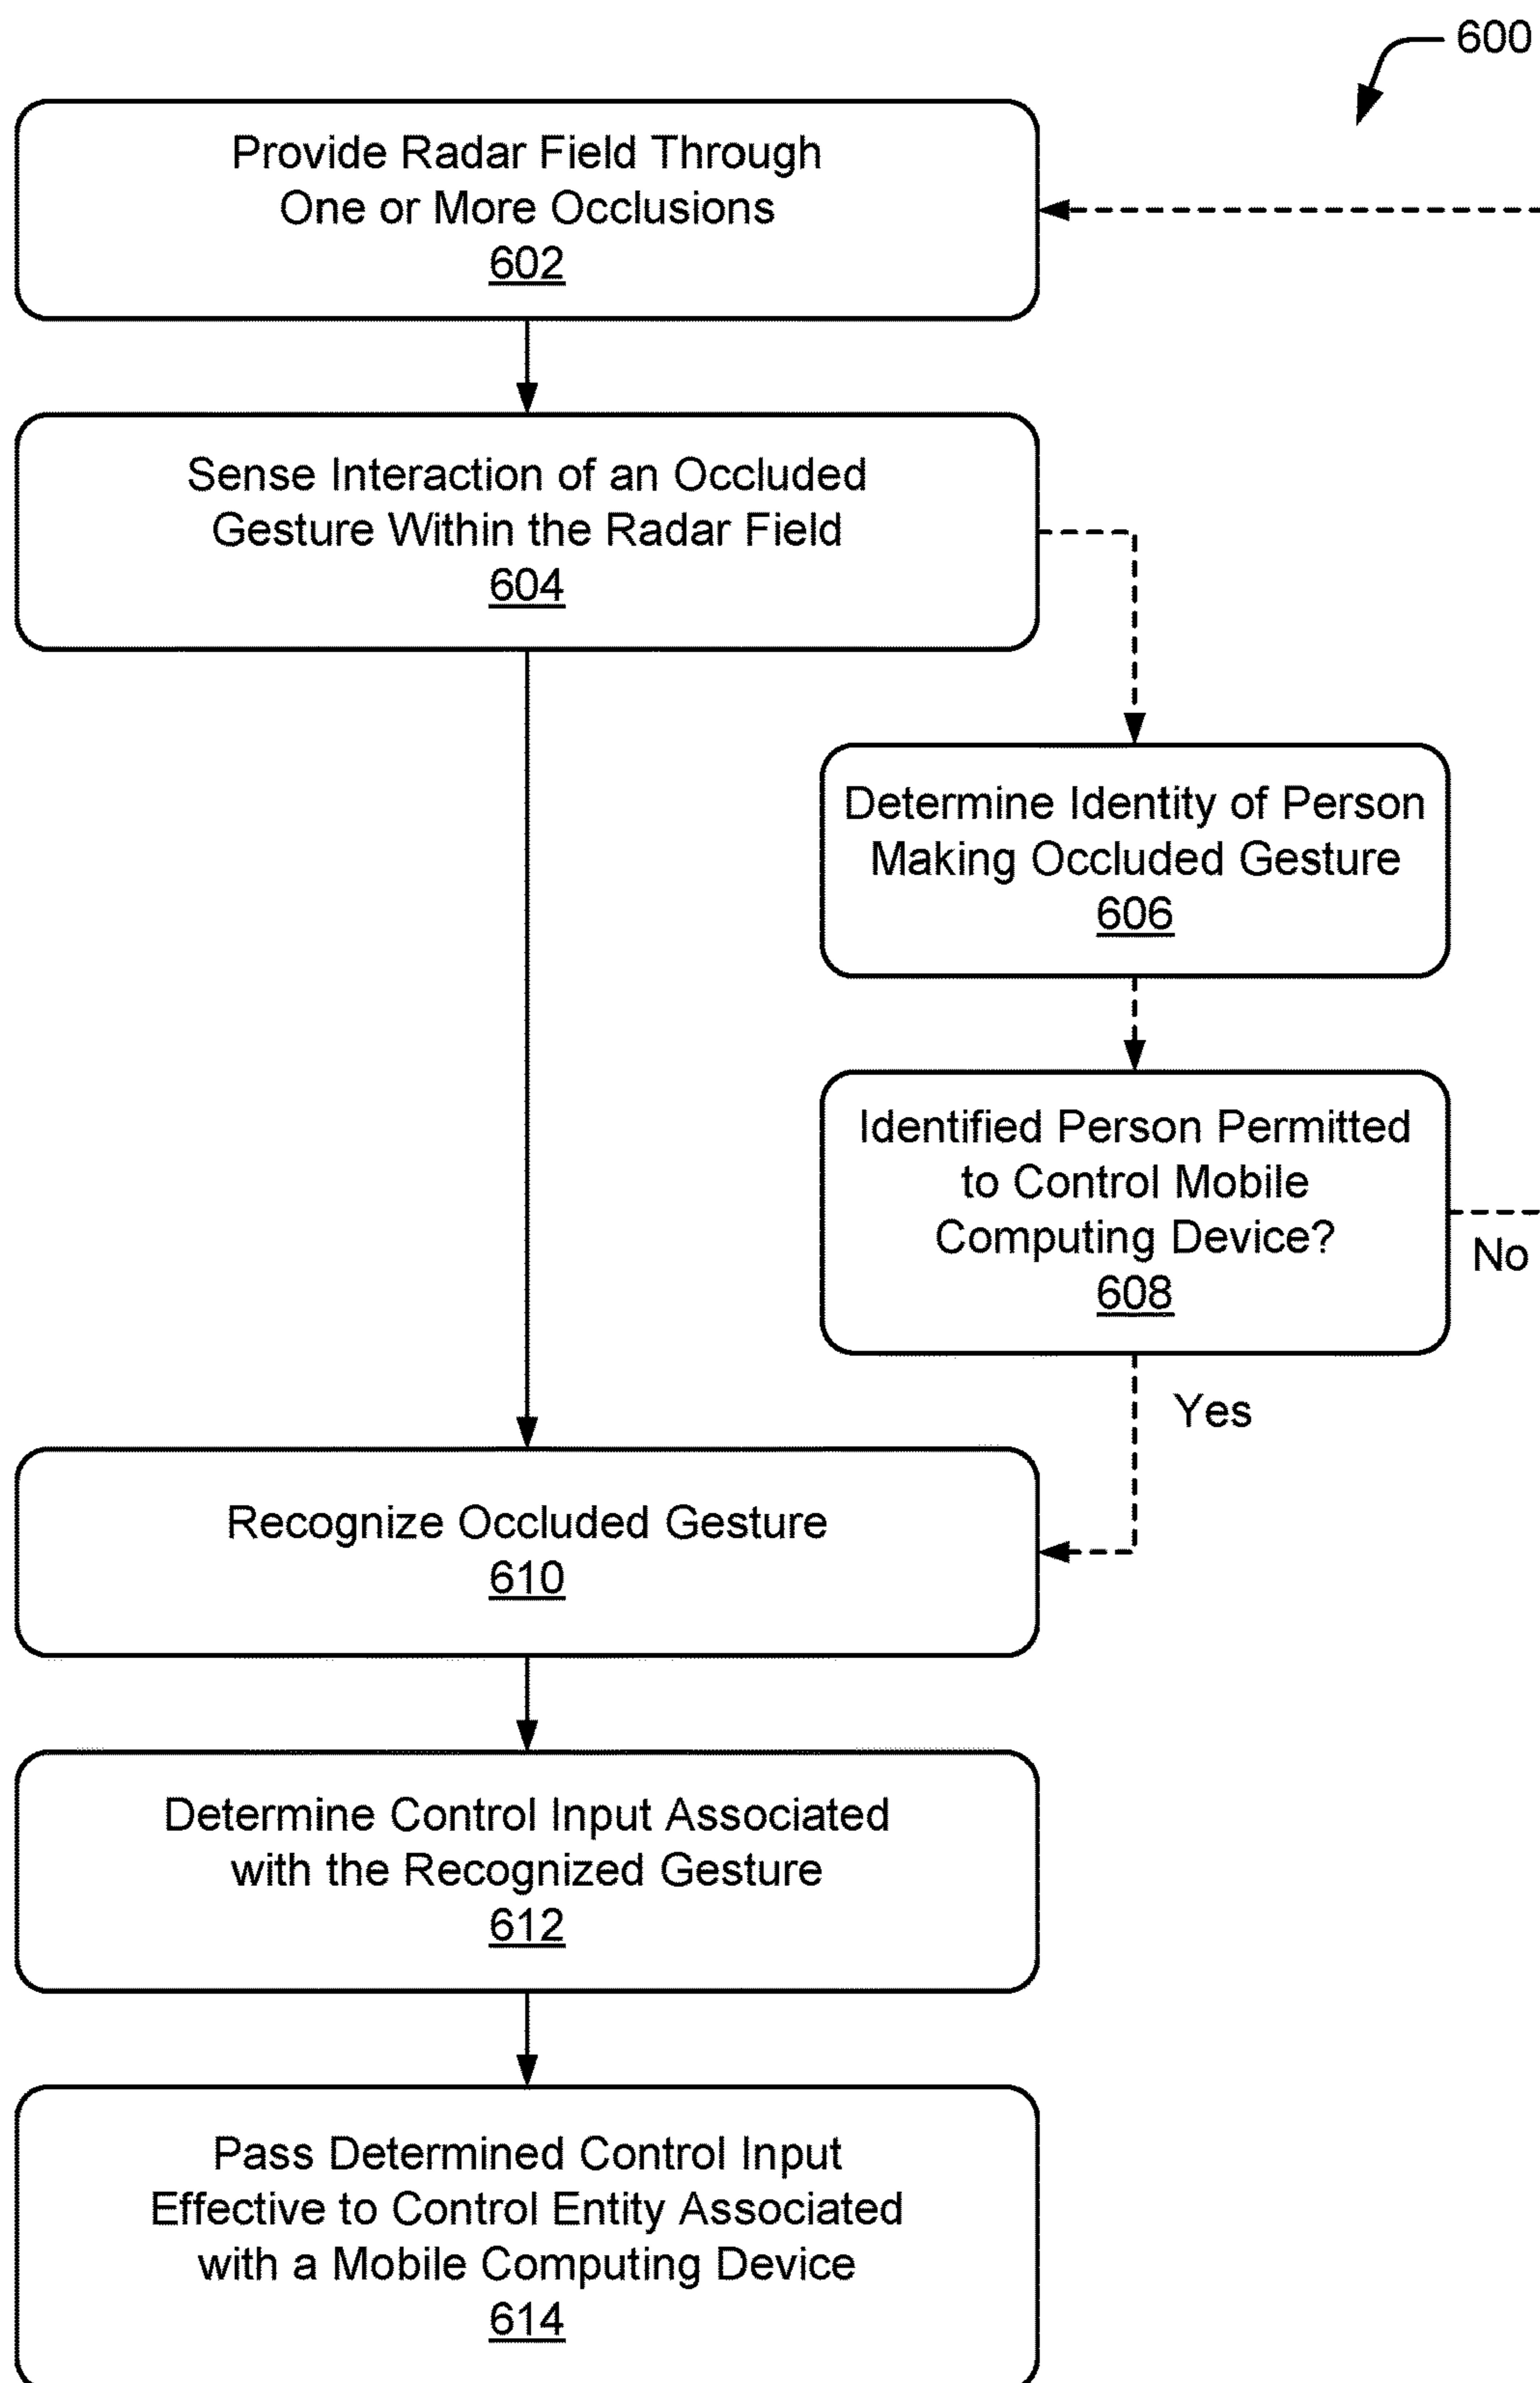 600
Provide Radar Field Through
One or More Occlusions
602
Sense Interaction of an Occluded
Gesture Within the Radar Field
604
Determine Identity of Person
Making Occluded Gesture
606
Identified Person Permitted
to Control Mobile
Computing Device?
608
No
Yes
Recognize Occluded Gesture
610
Determine Control Input Associated
with the Recognized Gesture
612
Pass Determined Control Input
Effective to Control Entity Associated
with a Mobile Computing Device
614